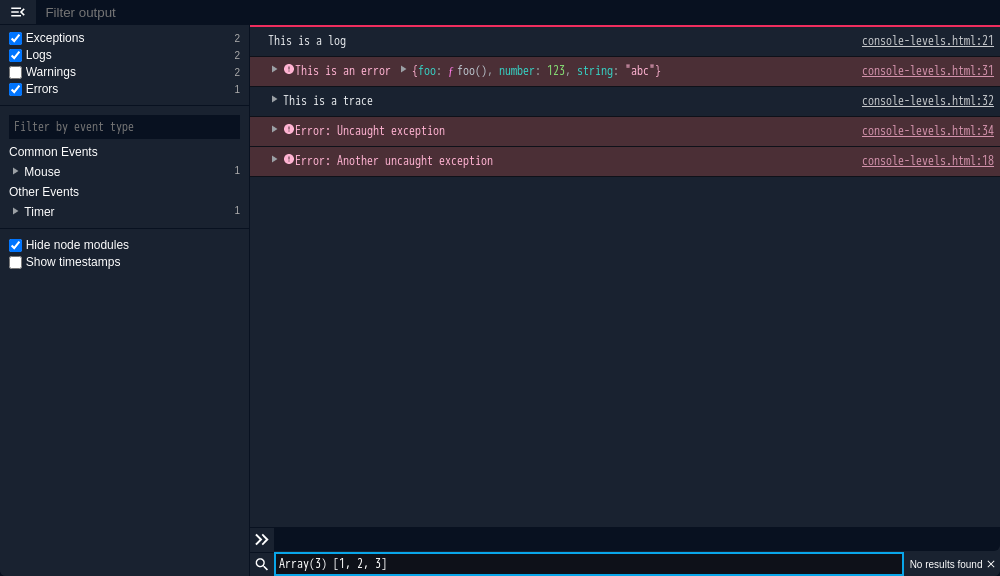 Filter output
Exceptions 2
Logs 2
Warnings 2
Errors 1
Filter by event type
Common Events
Mouse 1
Other Events
Timer 1
Hide node modules
Show timestamps
This is a log console-levels.html:21
This is an error {foo: ƒ foo(), number: 123, string: "abc"} console-levels.html:31
This is a trace console-levels.html:32
Error: Uncaught exception console-levels.html:34
Error: Another uncaught exception console-levels.html:18
Array(3) [1, 2, 3] No results found